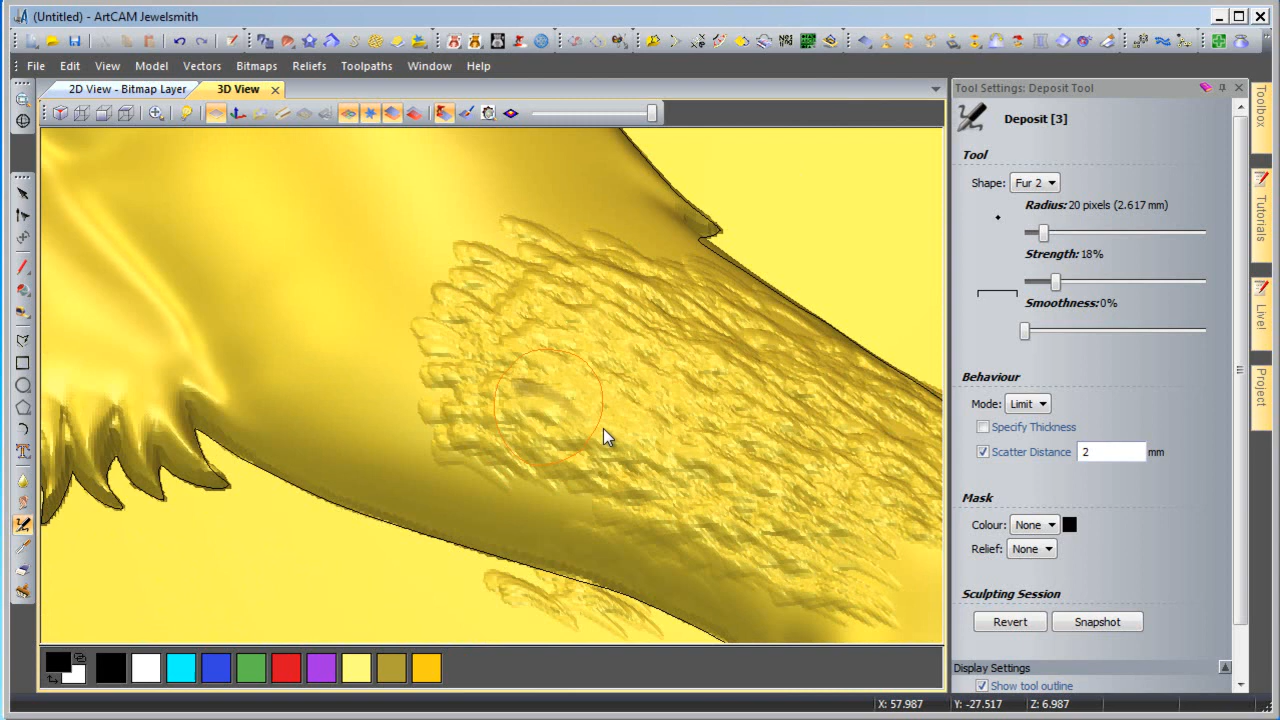 (Untitled) - ArtCAM Jewelsmith
File Edit View Model Vectors Bitmaps Reliefs Toolpaths Window Help
2D View - Bitmap Layer 3D View
Tool Settings: Deposit Tool
Deposit [3]
Tool
Shape: Fur 2
Radius: 20 pixels (2.617 mm)
Strength: 18%
Smoothness: 0%
Behaviour
Mode: Limit
Specify Thickness
Scatter Distance 2 mm
Mask
Colour: None
Relief: None
Sculpting Session
Revert Snapshot
Display Settings
Show tool outline
Toolbox
Tutorials
Live!
Project
X: 57.987 Y: -27.517 Z: 6.987